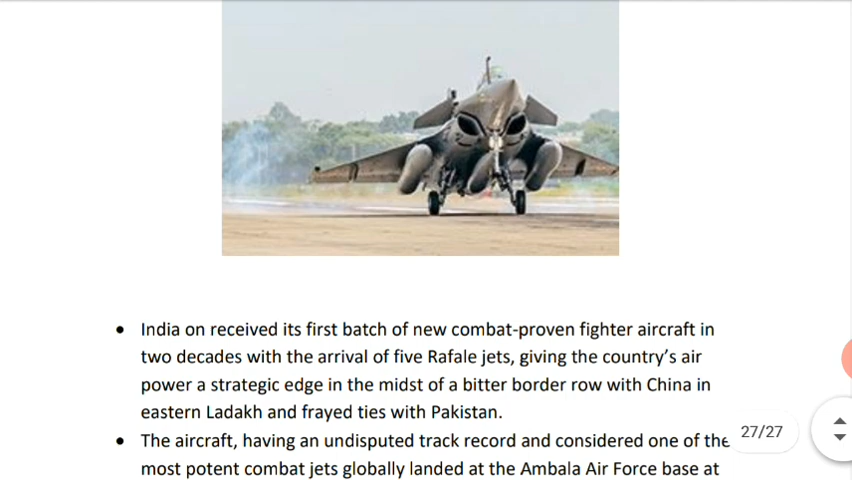 • India on received its first batch of new combat-proven fighter aircraft in
two decades with the arrival of five Rafale jets, giving the country's air
power a strategic edge in the midst of a bitter border row with China in
eastern Ladakh and frayed ties with Pakistan.
• The aircraft, having an undisputed track record and considered one of the
27/27
most potent combat jets globally landed at the Ambala Air Force base at